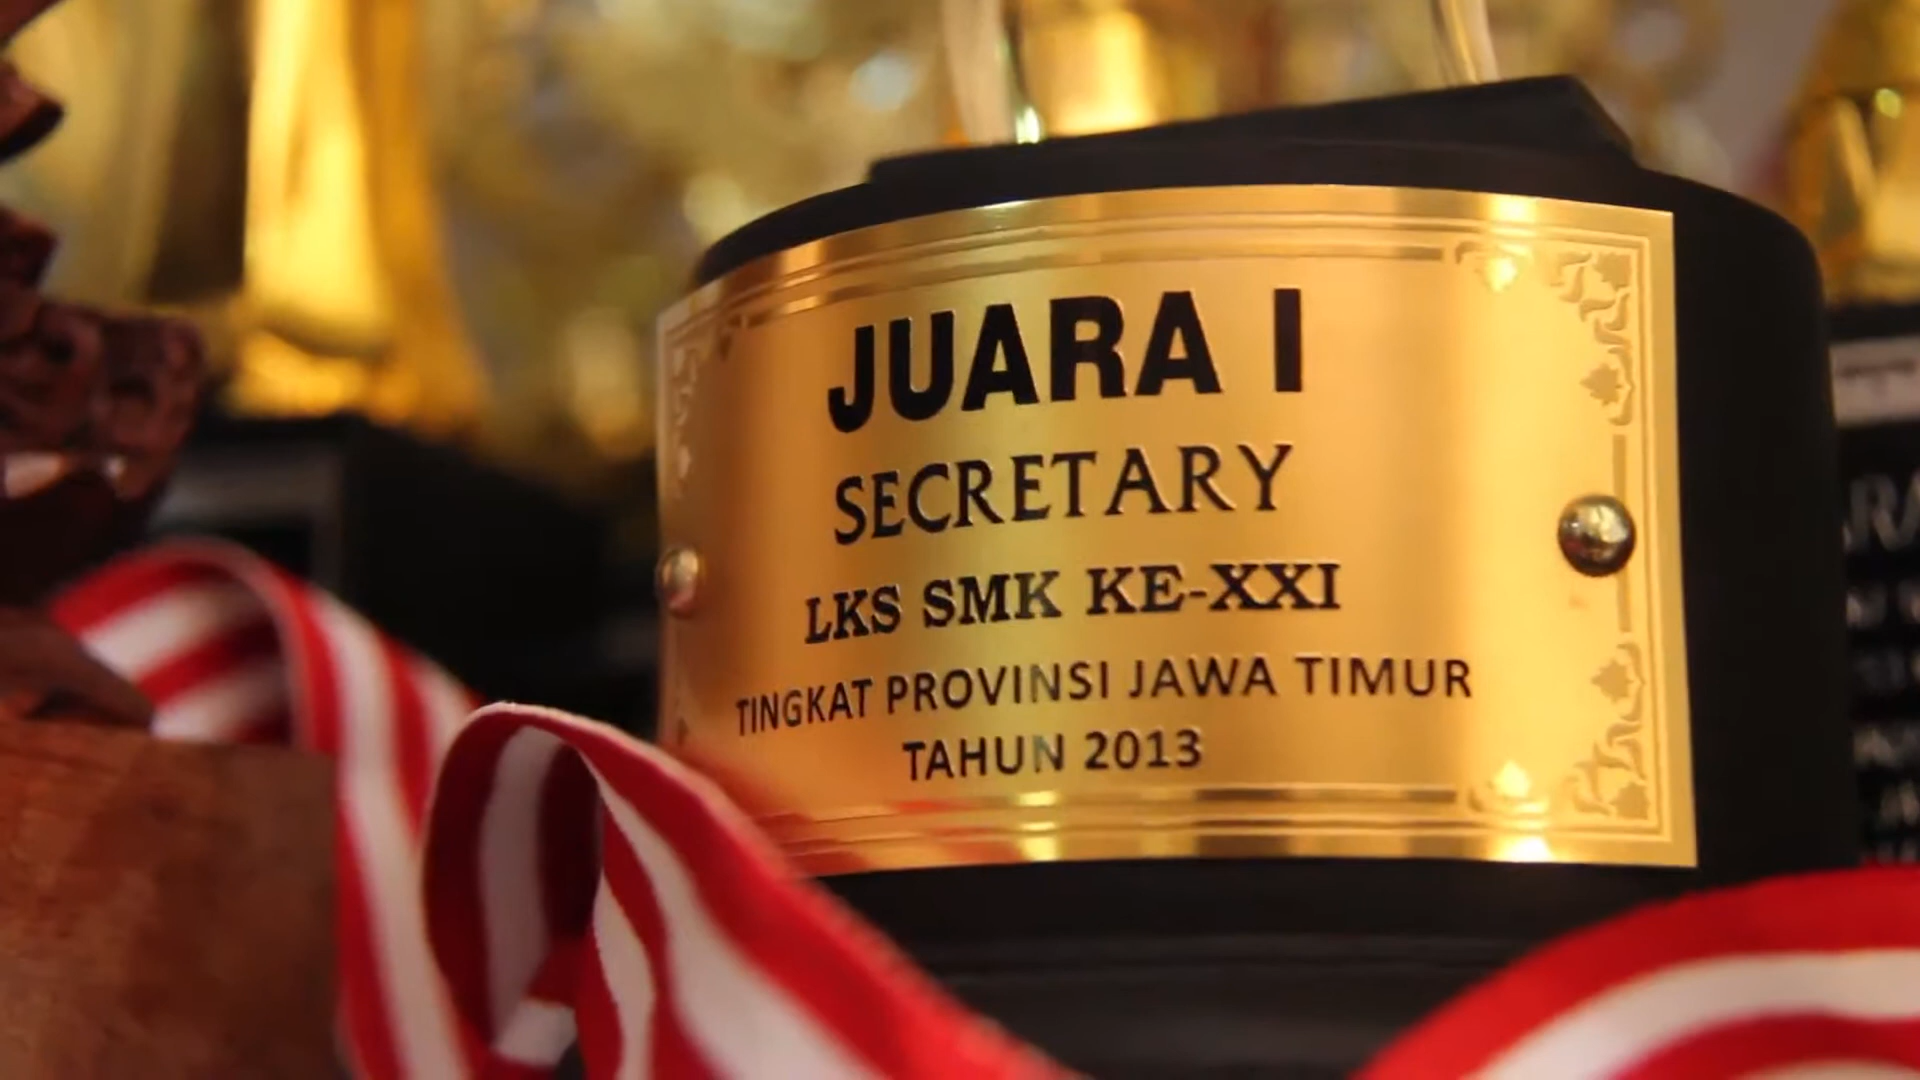 JUARA I
SECRETARY
LKS SMK KE-XXI
TINGKAT PROVINSI JAWA TIMUR
TAHUN 2013